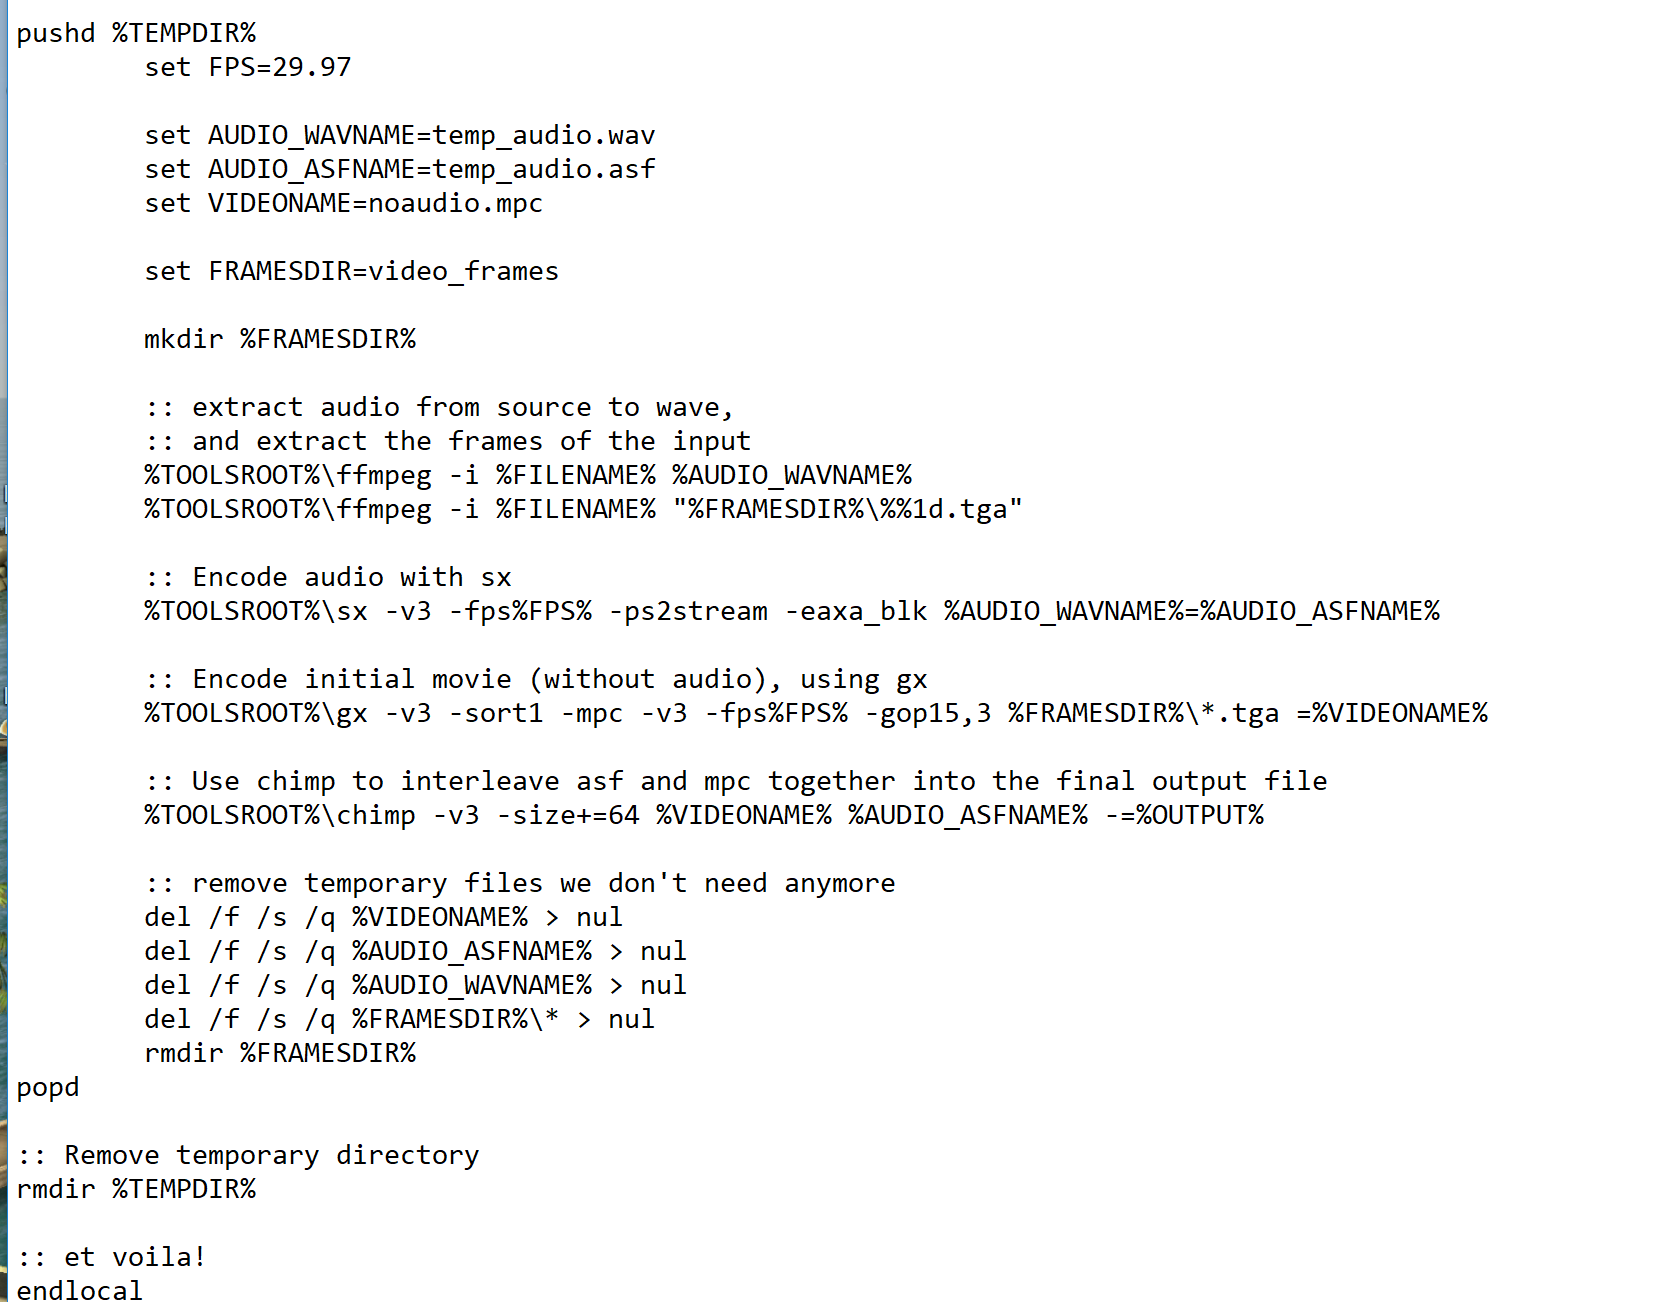 pushd %TEMPDIR%
set FPS=29.97
set AUDIO_WAVNAME=temp_audio.wav
set AUDIO_ASFNAME=temp_audio.asf
set VIDEONAME=noaudio.mpc
set FRAMESDIR=video_frames
mkdir %FRAMESDIR%
:: extract audio from source to wave,
:: and extract the frames of the input
%TOOLSROOT%\ffmpeg -i %FILENAME% %AUDIO_WAVNAME%
%TOOLSROOT%\ffmpeg -i %FILENAME% "%FRAMESDIR%\%%1d.tga"
:: Encode audio with sx
%TOOLSROOT%\sx -v3 -fps%FPS% -ps2stream -eaxa_blk %AUDIO_WAVNAME%=%AUDIO_ASFNAME%
:: Encode initial movie (without audio), using gx
%TOOLSROOT%\gx -v3 -sort1 -mpc -v3 -fps%FPS% -gop15,3 %FRAMESDIR%\*.tga =%VIDEONAME%
:: Use chimp to interleave asf and mpc together into the final output file
%TOOLSROOT%\chimp -v3 -size+=64 %VIDEONAME% %AUDIO_ASFNAME% -=%OUTPUT%
:: remove temporary files we don't need anymore
del /f /s /q %VIDEONAME% > nul
del /f /s /q %AUDIO_ASFNAME% > nul
del /f /s /q %AUDIO_WAVNAME% > nul
del /f /s /q %FRAMESDIR%\* > nul
rmdir %FRAMESDIR%
popd
:: Remove temporary directory
rmdir %TEMPDIR%
:: et voila!
endlocal